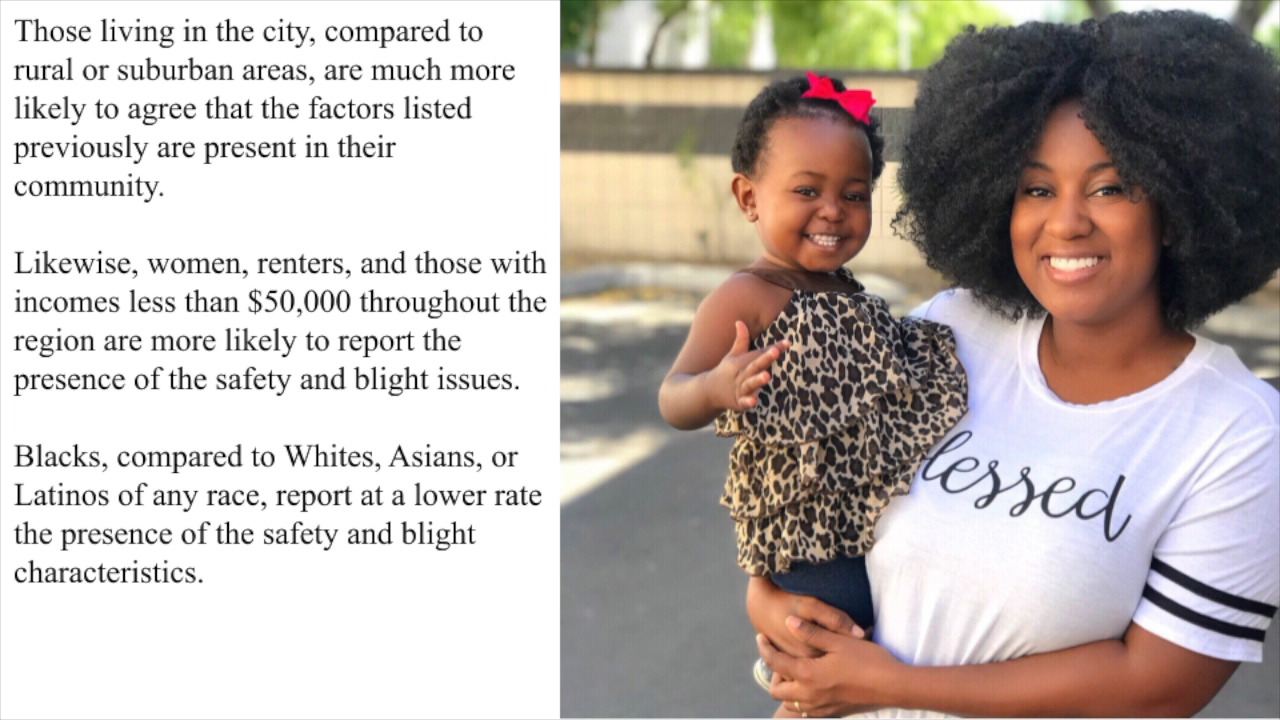 Those living in the city, compared to
rural or suburban areas, are much more
likely to agree that the factors listed
previously are present in their
community.
Likewise, women, renters, and those with
incomes less than $50,000 throughout the
region are more likely to report the
presence of the safety and blight issues.
Blacks, compared to Whites, Asians, or
Latinos of any race, report at a lower rate
the presence of the safety and blight
characteristics.
lessed